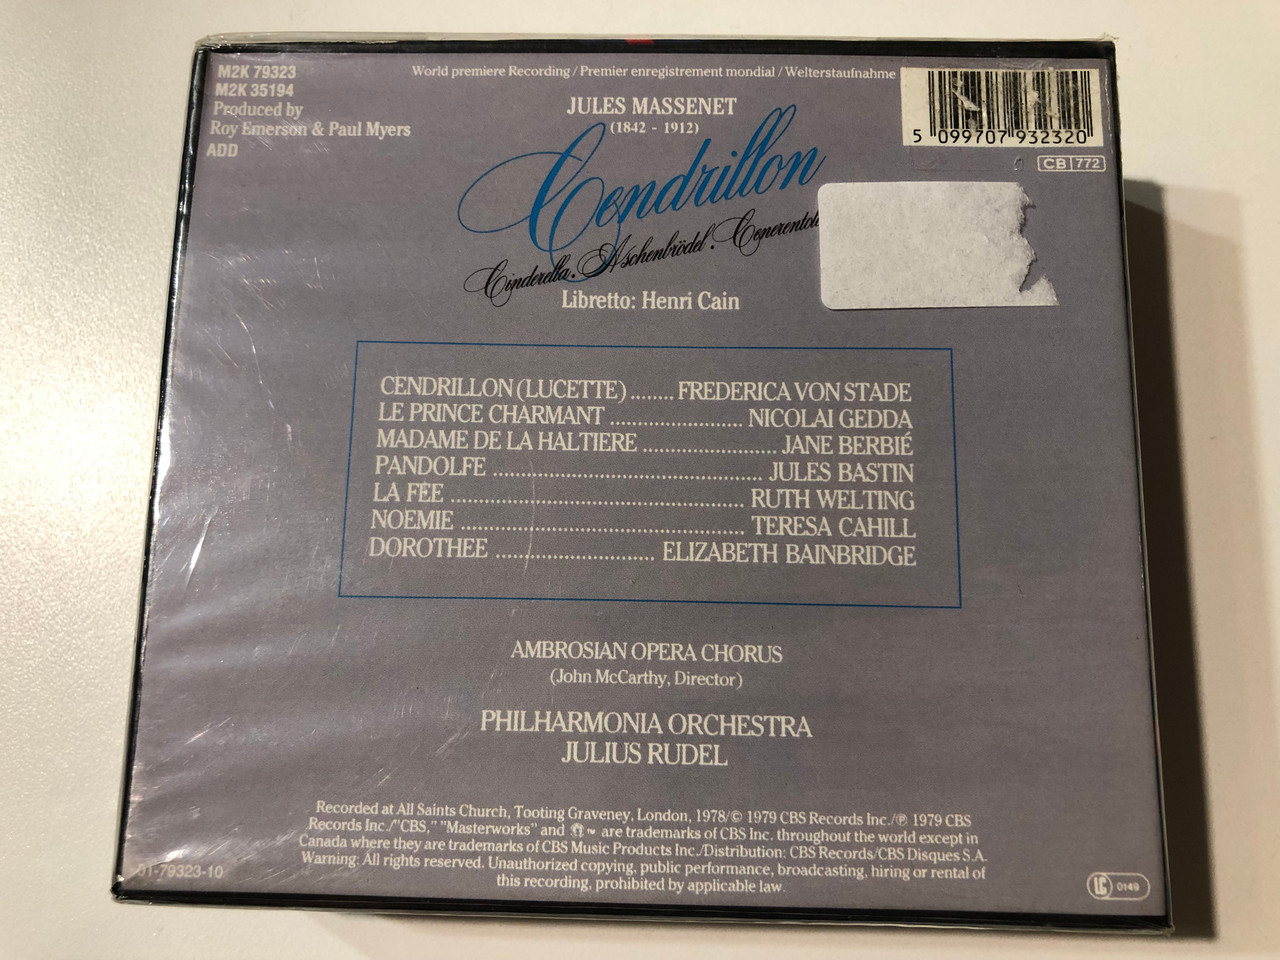 M2K 79323
M2K 35194
Produced by
Roy Emerson & Paul Myers
ADD
World premiere Recording / Premier enregistrement mondial / Welterstaufnahme
JULES MASSENET
(1842 - 1912)
Cendrillon
Cinderella. Aschenbrödel.
Libretto: Henri Cain
5 099707 932320
CB 772
CENDRILLON (LUCETTE) ........ FREDERICA VON STADE
LE PRINCE CHARMANT ........................ NICOLAI GEDDA
MADAME DE LA HALTIERE ........................ JANE BERBIÉ
PANDOLFE ................................................. JULES BASTIN
LA FÉE ...................................................... RUTH WELTING
NOEMIE .................................................... TERESA CAHILL
DOROTHEE ............................. ELIZABETH BAINBRIDGE
AMBROSIAN OPERA CHORUS
(John McCarthy, Director)
PHILHARMONIA ORCHESTRA
JULIUS RUDEL
Recorded at All Saints Church, Tooting Graveney, London, 1978/© 1979 CBS Records Inc./℗ 1979 CBS
Records Inc./"CBS," "Masterworks" and ™ are trademarks of CBS Inc. throughout the world except in
Canada where they are trademarks of CBS Music Products Inc./Distribution: CBS Records/CBS Disques S.A.
Warning: All rights reserved. Unauthorized copying, public performance, broadcasting, hiring or rental of
this recording, prohibited by applicable law.
01-79323-10
LC 0149